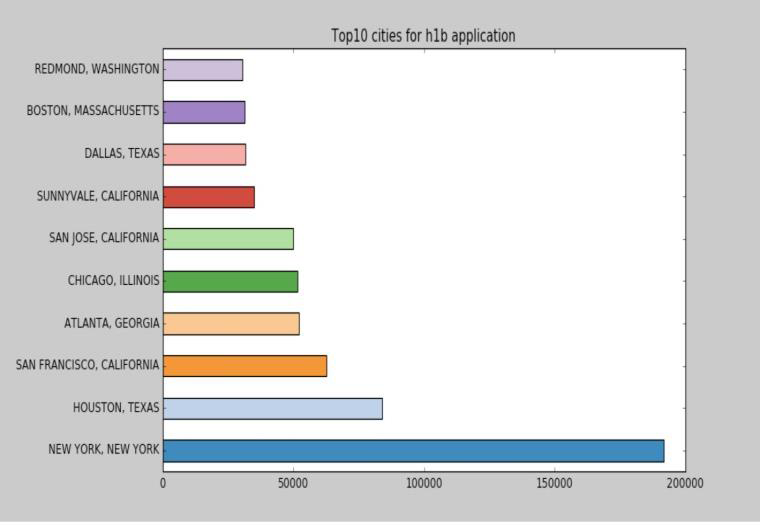 Top10 cities for h1b application
REDMOND, WASHINGTON
BOSTON, MASSACHUSETTS
DALLAS, TEXAS
SUNNYVALE, CALIFORNIA
SAN JOSE, CALIFORNIA
CHICAGO, ILLINOIS
ATLANTA, GEORGIA
SAN FRANCISCO, CALIFORNIA
HOUSTON, TEXAS
NEW YORK, NEW YORK
0 50000 100000 150000 200000